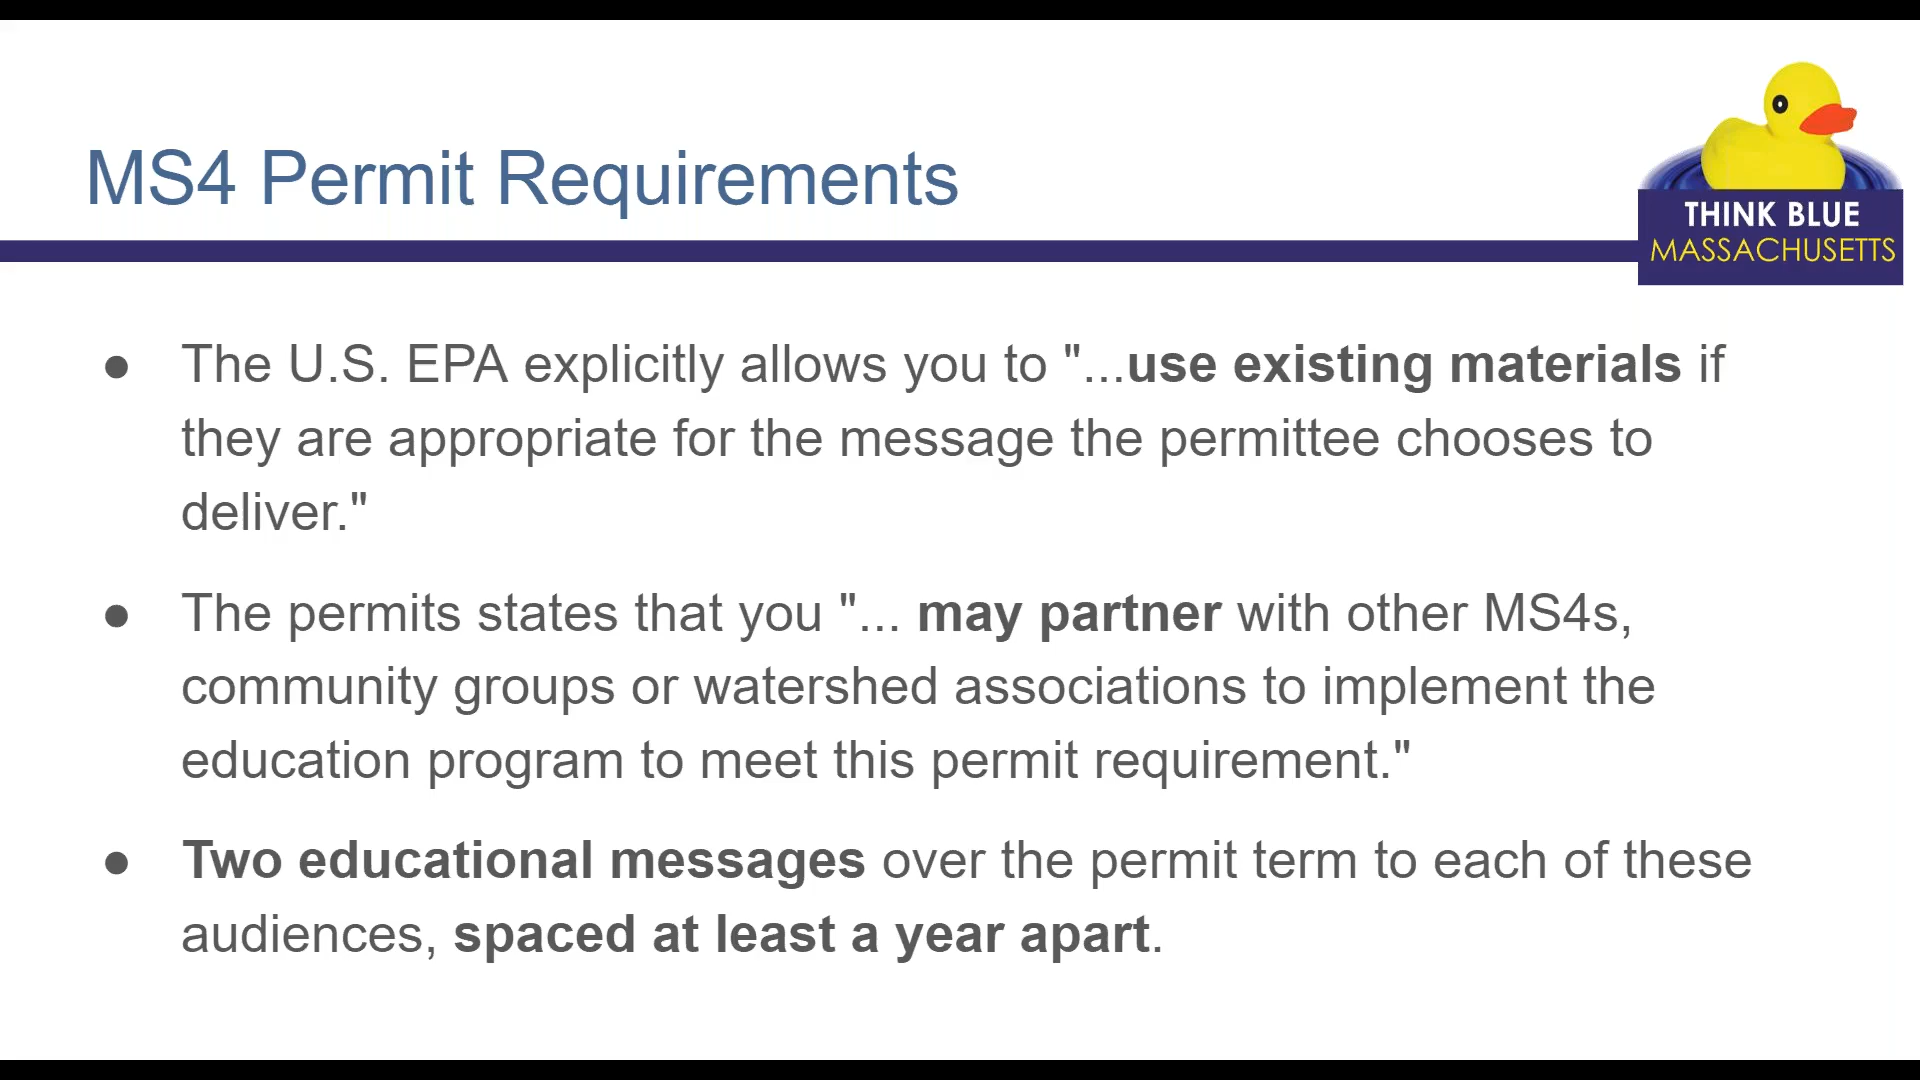 MS4 Permit Requirements
THINK BLUE
MASSACHUSETTS
● The U.S. EPA explicitly allows you to "...use existing materials if
they are appropriate for the message the permittee chooses to
deliver."
● The permits states that you "... may partner with other MS4s,
community groups or watershed associations to implement the
education program to meet this permit requirement."
● Two educational messages over the permit term to each of these
audiences, spaced at least a year apart.